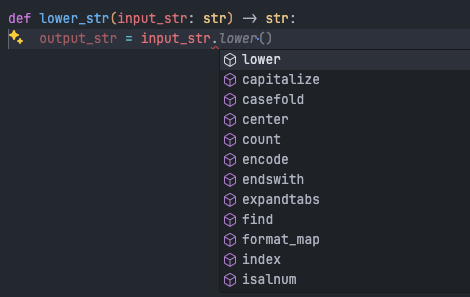 def lower_str(input_str: str) -> str:
output_str = input_str.lower()
lower
capitalize
casefold
center
count
encode
endswith
expandtabs
find
format_map
index
isalnum